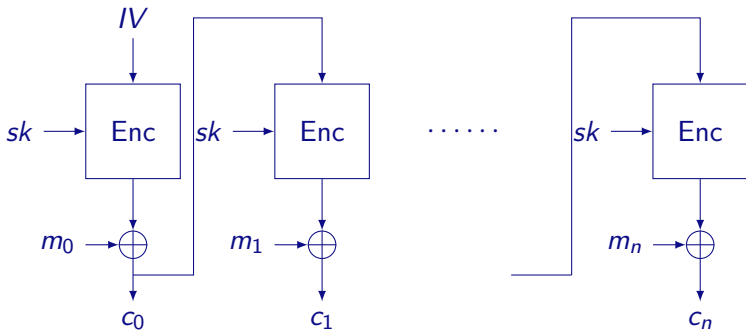 IV
sk Enc sk Enc ...... sk Enc
m₀ m₁ mₙ
c₀ c₁ cₙ